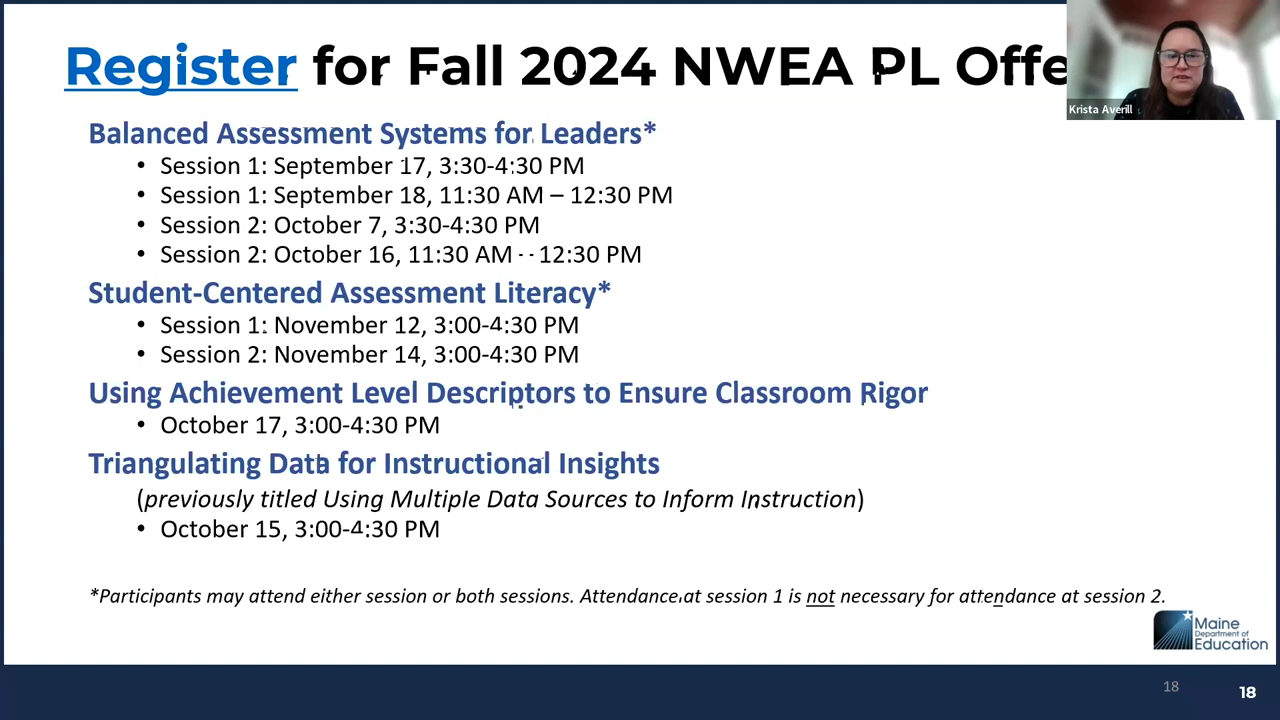 Register for Fall 2024 NWEA PL Offe
Krista Averill
Balanced Assessment Systems for Leaders*
• Session 1: September 17, 3:30-4:30 PM
• Session 1: September 18, 11:30 AM – 12:30 PM
• Session 2: October 7, 3:30-4:30 PM
• Session 2: October 16, 11:30 AM - - 12:30 PM
Student-Centered Assessment Literacy*
• Session 1: November 12, 3:00-4:30 PM
• Session 2: November 14, 3:00-4:30 PM
Using Achievement Level Descriptors to Ensure Classroom Rigor
• October 17, 3:00-4:30 PM
Triangulating Data for Instructional Insights
(previously titled Using Multiple Data Sources to Inform Instruction)
• October 15, 3:00-4:30 PM
*Participants may attend either session or both sessions. Attendance at session 1 is not necessary for attendance at session 2.
Maine
Department of
Education
18
18